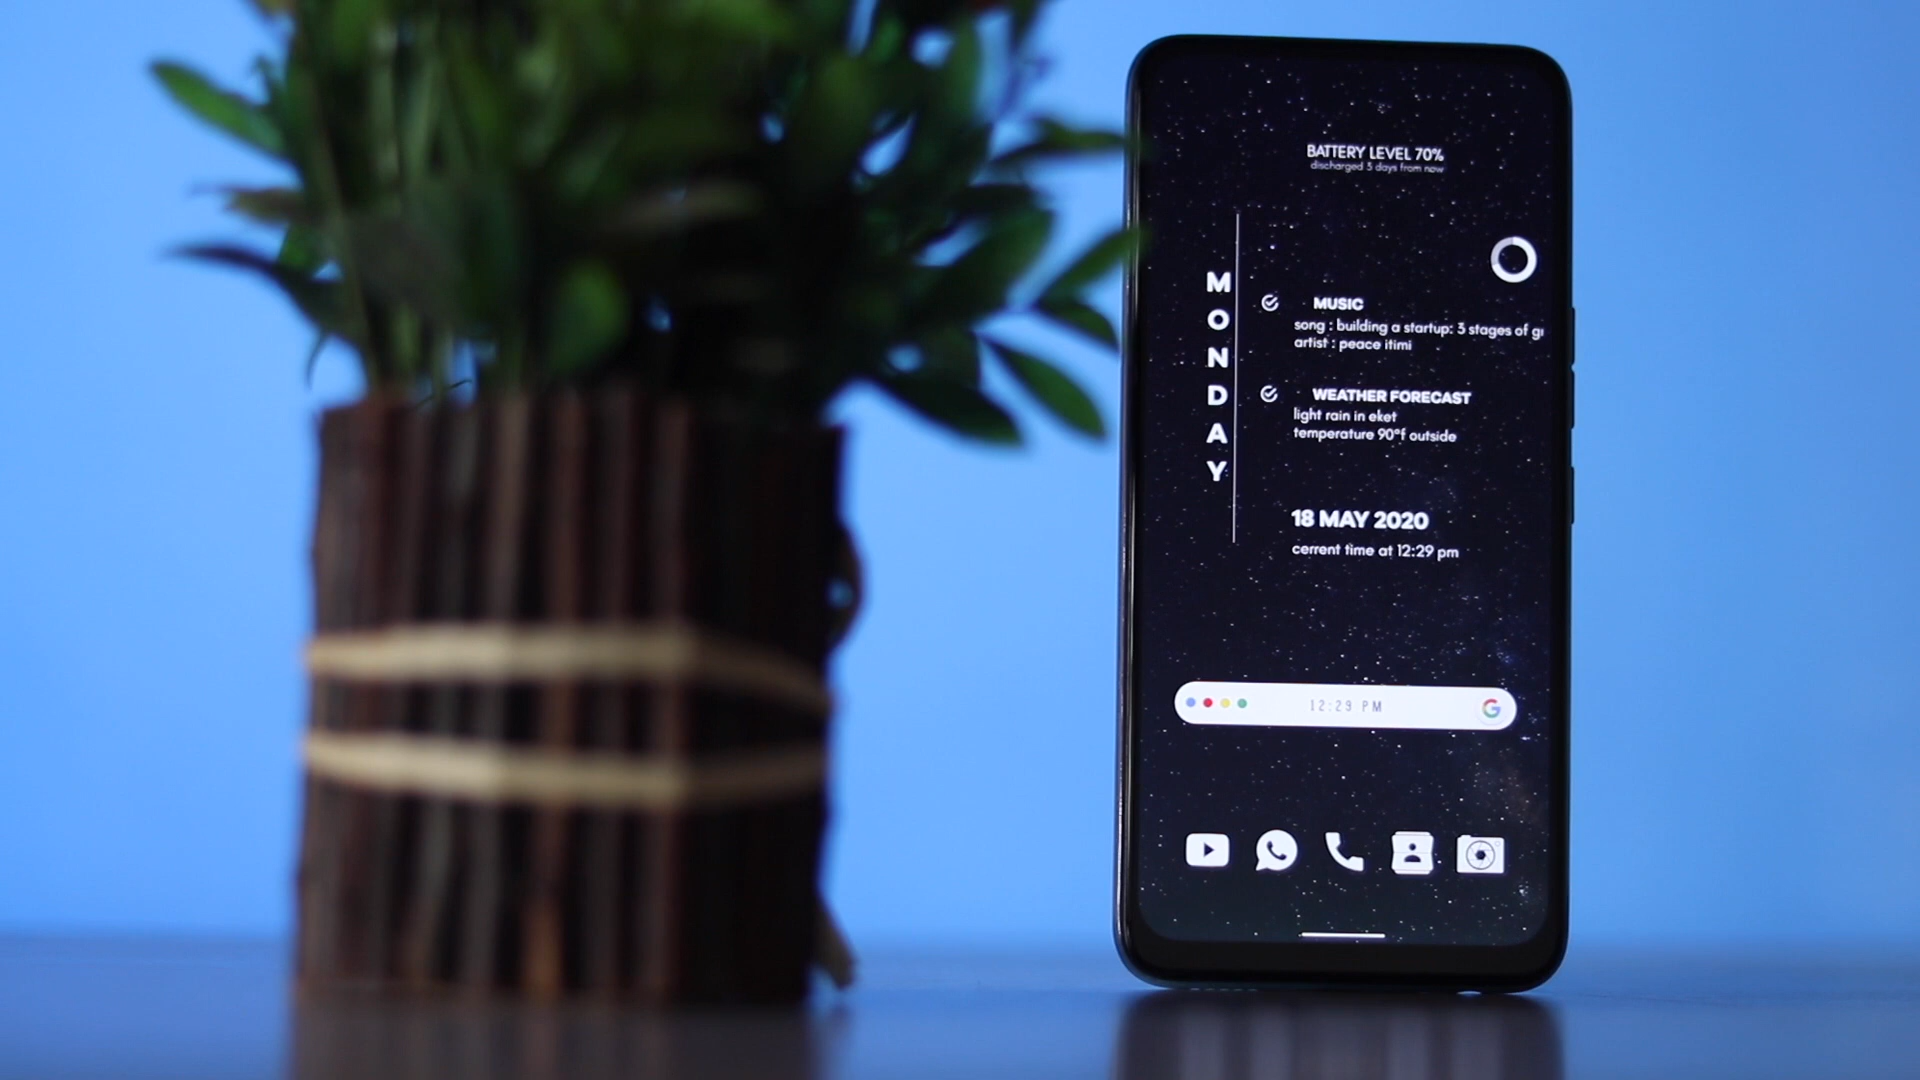 BATTERY LEVEL 70%
discharged 3 days from now
MONDAY
MUSIC
song : building a startup: 3 stages of
artist : peace itimi
WEATHER FORECAST
light rain in eket
temperature 90°f outside
18 MAY 2020
cerrent time at 12:29 pm
12:29 PM
G